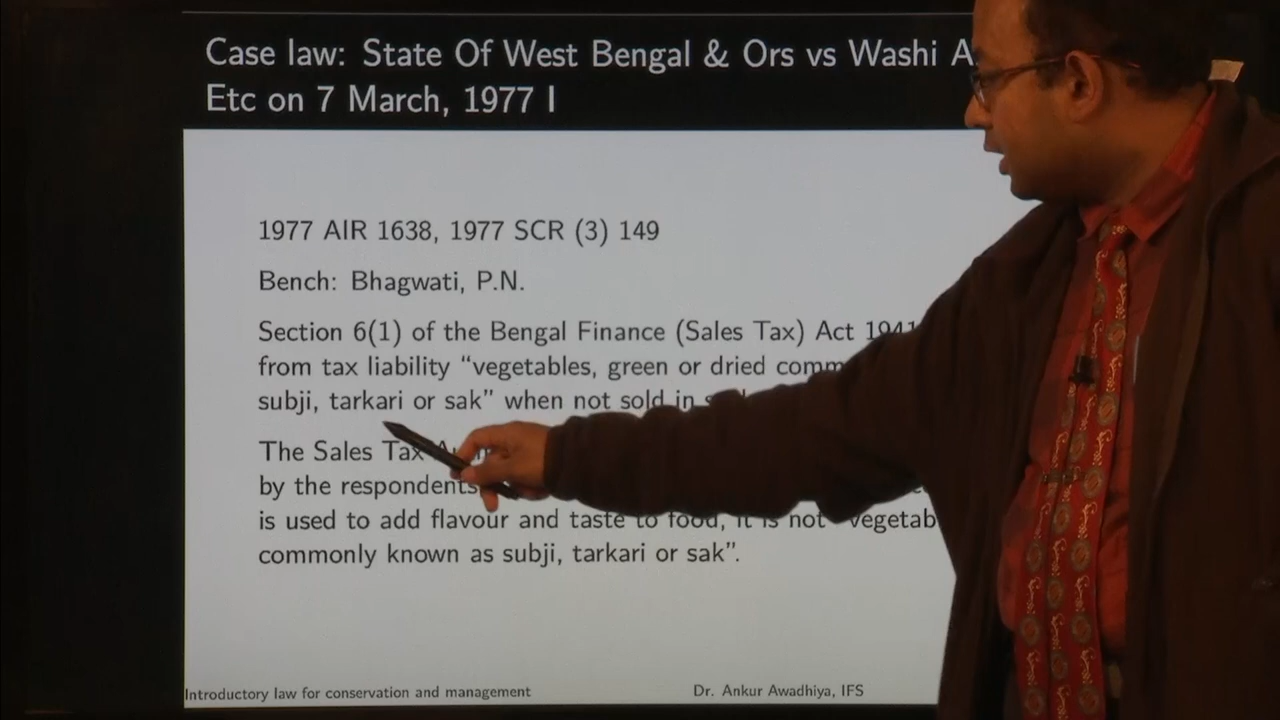 Case law: State Of West Bengal & Ors vs Washi
Etc on 7 March, 1977 I
1977 AIR 1638, 1977 SCR (3) 149
Bench: Bhagwati, P.N.
Section 6(1) of the Bengal Finance (Sales Tax) Act 1941
from tax liability “vegetables, green or dried
subji, tarkari or sak” when not sold in
The Sales Tax
by the respondents
is used to add flavour and taste to food, it is not
commonly known as subji, tarkari or sak”.
Introductory law for conservation and management
Dr. Ankur Awadhiya, IFS